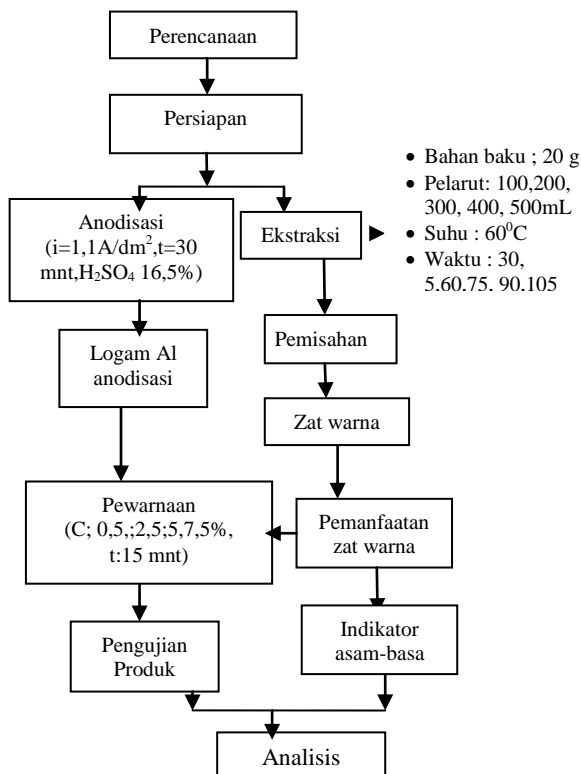 Perencanaan
Persiapan
Anodisasi
(i=1,1A/dm², t=30
mnt,H₂SO₄ 16,5%)
Ekstraksi
• Bahan baku ; 20 g
• Pelarut: 100,200,
300, 400, 500mL
• Suhu : 60⁰C
• Waktu : 30,
5,60,75, 90,105
Logam Al
anodisasi
Pemisahan
Zat warna
Pewarnaan
(C; 0,5,;2,5;5,7,5%,
t:15 mnt)
Pemanfaatan
zat warna
Pengujian
Produk
Indikator
asam-basa
Analisis